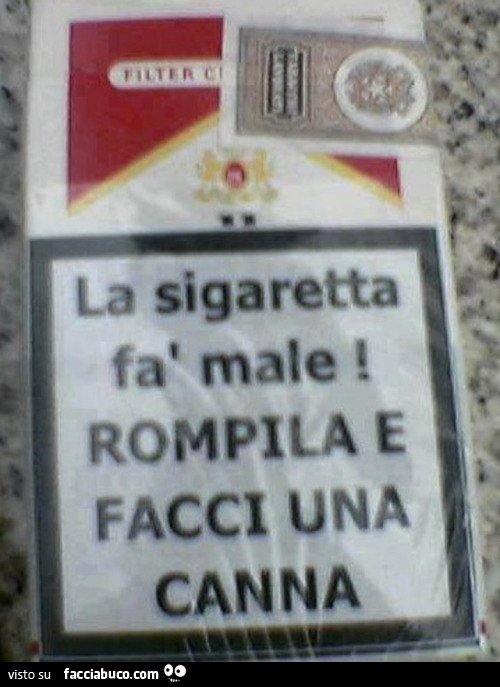 FILTER C
La sigaretta
fa' male !
ROMPILA E
FACCI UNA
CANNA
visto su facciabuco.com